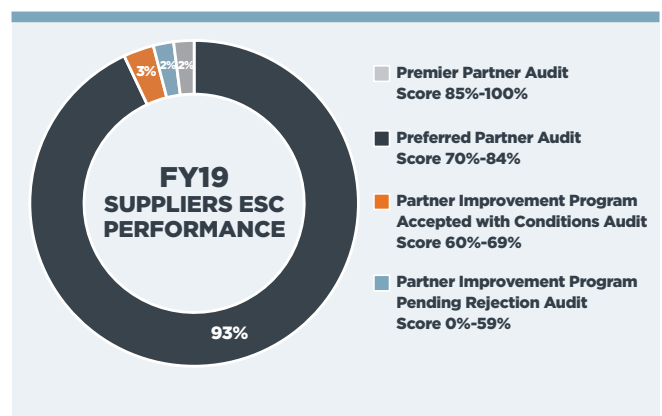 3%
2%
2%
FY19
SUPPLIERS ESC
PERFORMANCE
93%
Premier Partner Audit
Score 85%-100%
Preferred Partner Audit
Score 70%-84%
Partner Improvement Program
Accepted with Conditions Audit
Score 60%-69%
Partner Improvement Program
Pending Rejection Audit
Score 0%-59%